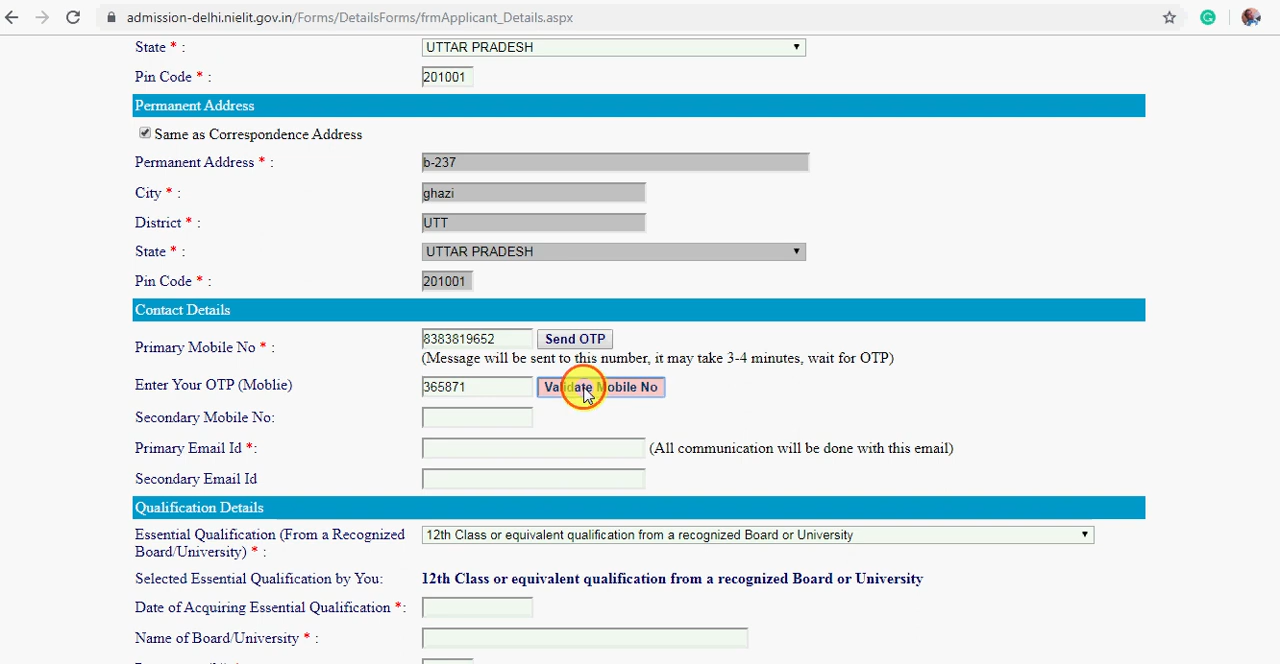 admission-delhi.nielit.gov.in/Forms/DetailsForms/frmApplicant_Details.aspx
State * : UTTAR PRADESH
Pin Code * : 201001
Permanent Address
Same as Correspondence Address
Permanent Address * : b-237
City * : ghazi
District * : UTT
State * : UTTAR PRADESH
Pin Code * : 201001
Contact Details
Primary Mobile No * : 8383819652 Send OTP
(Message will be sent to this number, it may take 3-4 minutes, wait for OTP)
Enter Your OTP (Moblie) 365871 Validate Mobile No
Secondary Mobile No:
Primary Email Id *: (All communication will be done with this email)
Secondary Email Id
Qualification Details
Essential Qualification (From a Recognized
Board/University) * : 12th Class or equivalent qualification from a recognized Board or University
Selected Essential Qualification by You: 12th Class or equivalent qualification from a recognized Board or University
Date of Acquiring Essential Qualification *:
Name of Board/University * :